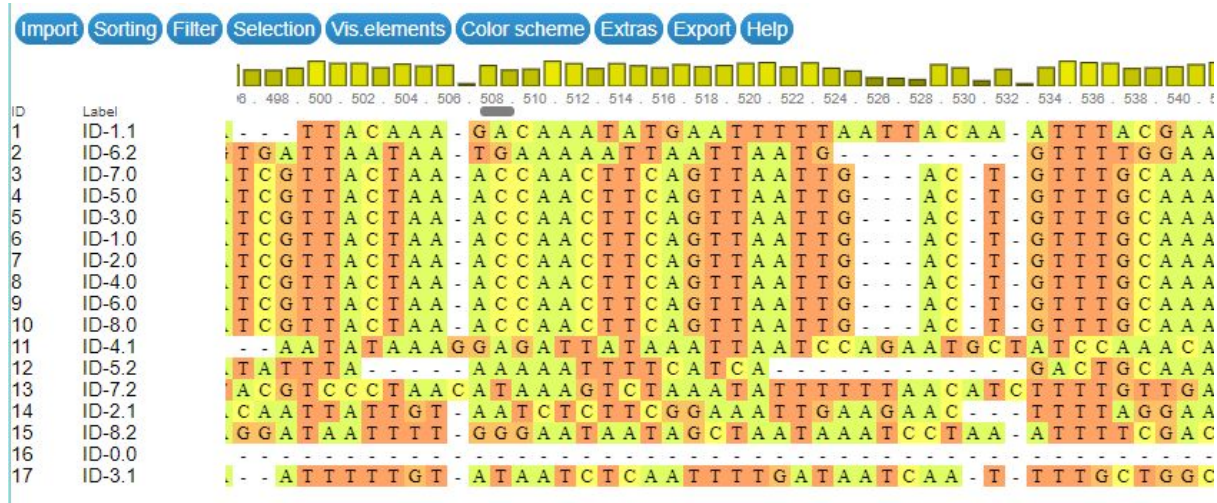 Import Sorting Filter Selection Vis.elements Color scheme Extras Export Help
6 . 498 . 500 . 502 . 504 . 506 . 508 . 510 . 512 . 514 . 516 . 518 . 520 . 522 . 524 . 526 . 528 . 530 . 532 . 534 . 536 . 538 . 540 .
ID Label
1 ID-1.1 - - - T T A C A A A - G A C A A A T A T G A A T T T T T A A T T A C A A - A T T T A C G A A
2 ID-6.2 T G A T T A A T A A - T G A A A A A T T A A T T A A T G - - - - - - - - - G T T T T G G A A
3 ID-7.0 T C G T T A C T A A - A C C A A C T T C A G T T A A T T G - - - A C - T - G T T T G C A A A
4 ID-5.0 T C G T T A C T A A - A C C A A C T T C A G T T A A T T G - - - A C - T - G T T T G C A A A
5 ID-3.0 T C G T T A C T A A - A C C A A C T T C A G T T A A T T G - - - A C - T - G T T T G C A A A
6 ID-1.0 T C G T T A C T A A - A C C A A C T T C A G T T A A T T G - - - A C - T - G T T T G C A A A
7 ID-2.0 T C G T T A C T A A - A C C A A C T T C A G T T A A T T G - - - A C - T - G T T T G C A A A
8 ID-4.0 T C G T T A C T A A - A C C A A C T T C A G T T A A T T G - - - A C - T - G T T T G C A A A
9 ID-6.0 T C G T T A C T A A - A C C A A C T T C A G T T A A T T G - - - A C - T - G T T T G C A A A
10 ID-8.0 T C G T T A C T A A - A C C A A C T T C A G T T A A T T G - - - A C - T - G T T T G C A A A
11 ID-4.1 - - A A T A T A A A G G A G A T T A T A A A T T A A T C C A G A A T G C T A T C C A A A C A
12 ID-5.2 T A T T T A - - - - - A A A A A T T T T C A T C A - - - - - - - - - - - - G A C T G C A A A
13 ID-7.2 A C G T C C C T A A C A T A A A G T C T A A A T A T T T T T T A A C A T C T T T T G T T G A
14 ID-2.1 C A A T T A T T G T - A A T C T C T T C G G A A A T T G A A G A A C - - - T T T T A G G A A
15 ID-8.2 G G A T A A T T T T - G G G A A T A A T A G C T A A T A A A T C C T A A - A T T T T C G A C
16 ID-0.0 - - - - - - - - - - - - - - - - - - - - - - - - - - - - - - - - - - - - - - - - - - - - - -
17 ID-3.1 - - A T T T T T G T - A T A A T C T C A A T T T T G A T A A T C A A - T - T T T G C T G G C